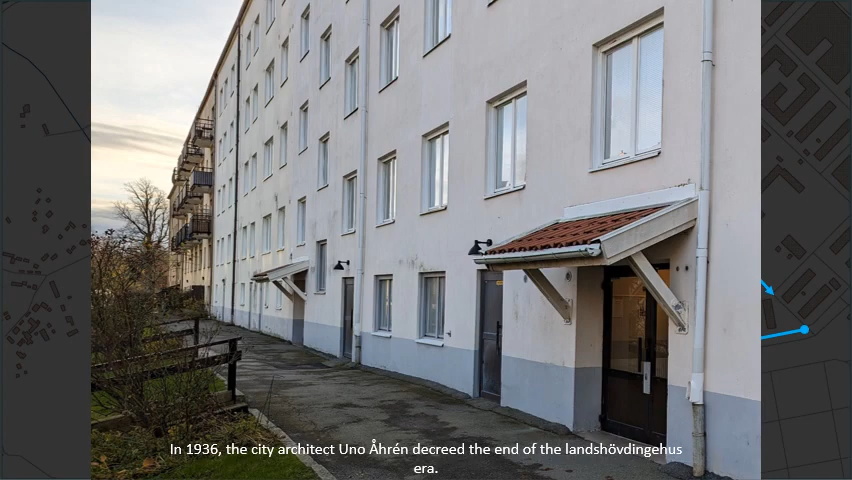 In 1936, the city architect Uno Åhrén decreed the end of the landshövdingehus
era.